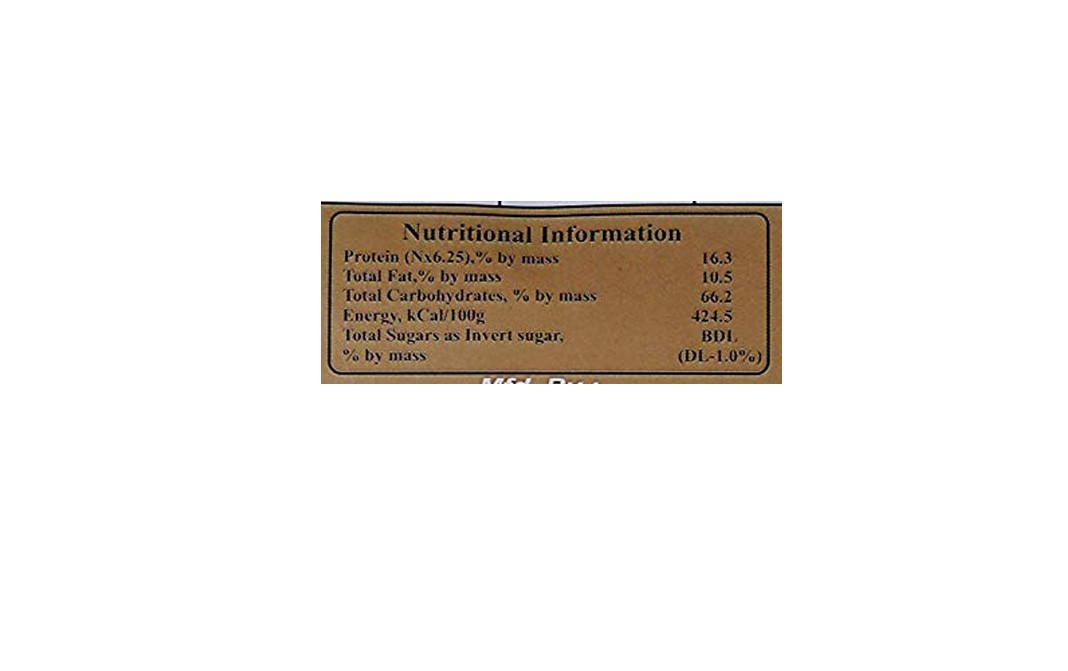 Nutritional Information
Protein (Nx6.25),% by mass 16.3
Total Fat,% by mass 10.5
Total Carbohydrates, % by mass 66.2
Energy, kCal/100g 424.5
Total Sugars as Invert sugar, BDL
% by mass (DL-1.0%)